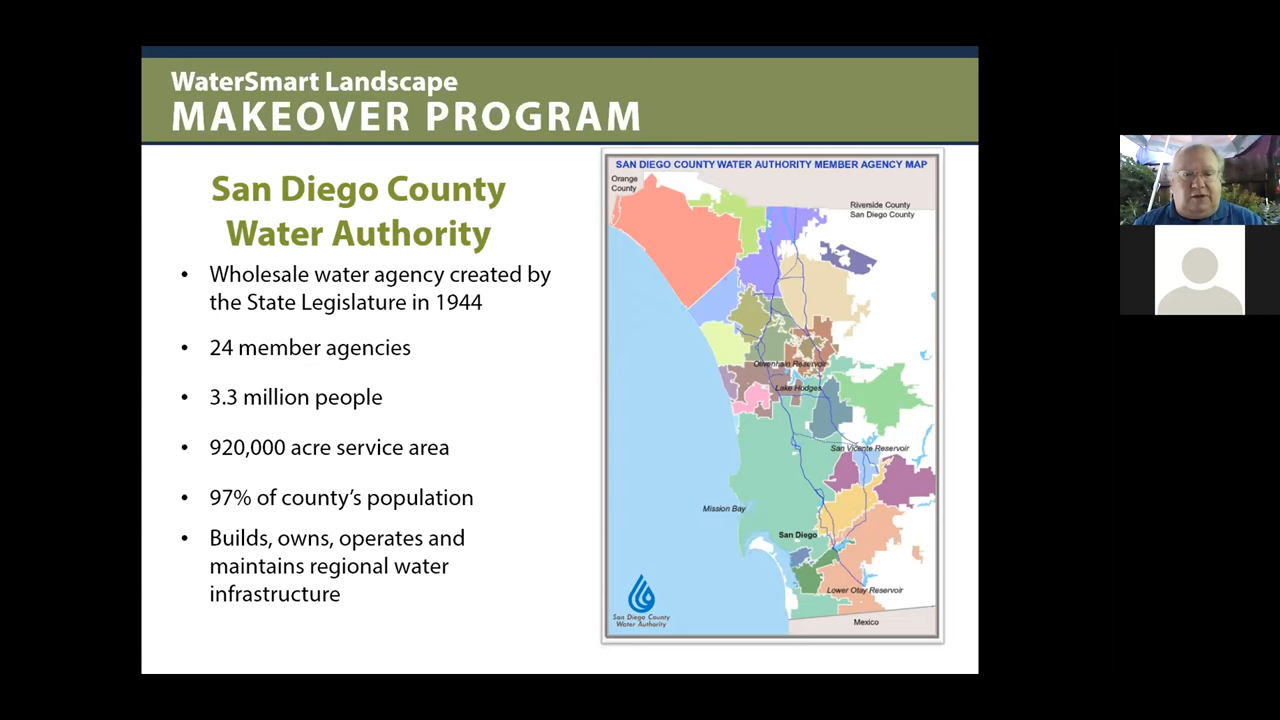 WaterSmart Landscape
MAKEOVER PROGRAM
San Diego County
Water Authority
• Wholesale water agency created by
the State Legislature in 1944
• 24 member agencies
• 3.3 million people
• 920,000 acre service area
• 97% of county’s population
• Builds, owns, operates and
maintains regional water
infrastructure
SAN DIEGO COUNTY WATER AUTHORITY MEMBER AGENCY MAP
Orange
County
Riverside County
San Diego County
Olivenhain Reservoir
Lake Hodges
San Vicente Reservoir
Mission Bay
San Diego
Lower Otay Reservoir
Mexico
San Diego County
Water Authority